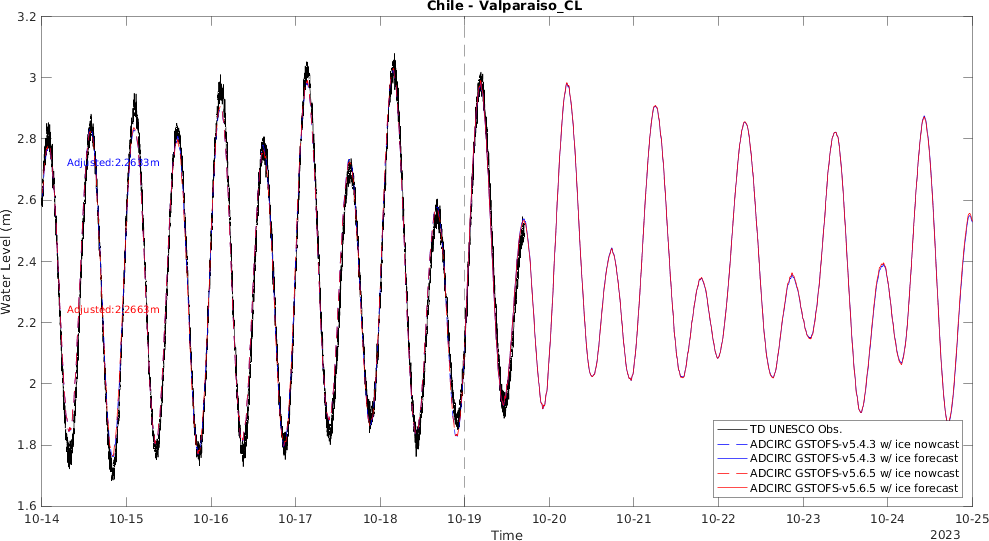 Chile - Valparaiso_CL
3.2
3
2.8
2.6
2.4
2.2
2
1.8
1.6
Water Level (m)
Adjusted:2.2633m
Adjusted:2.2663m
TD UNESCO Obs.
ADCIRC GSTOFS-v5.4.3 w/ ice nowcast
ADCIRC GSTOFS-v5.4.3 w/ ice forecast
ADCIRC GSTOFS-v5.6.5 w/ ice nowcast
ADCIRC GSTOFS-v5.6.5 w/ ice forecast
10-14 10-15 10-16 10-17 10-18 10-19 10-20 10-21 10-22 10-23 10-24 10-25
Time
2023